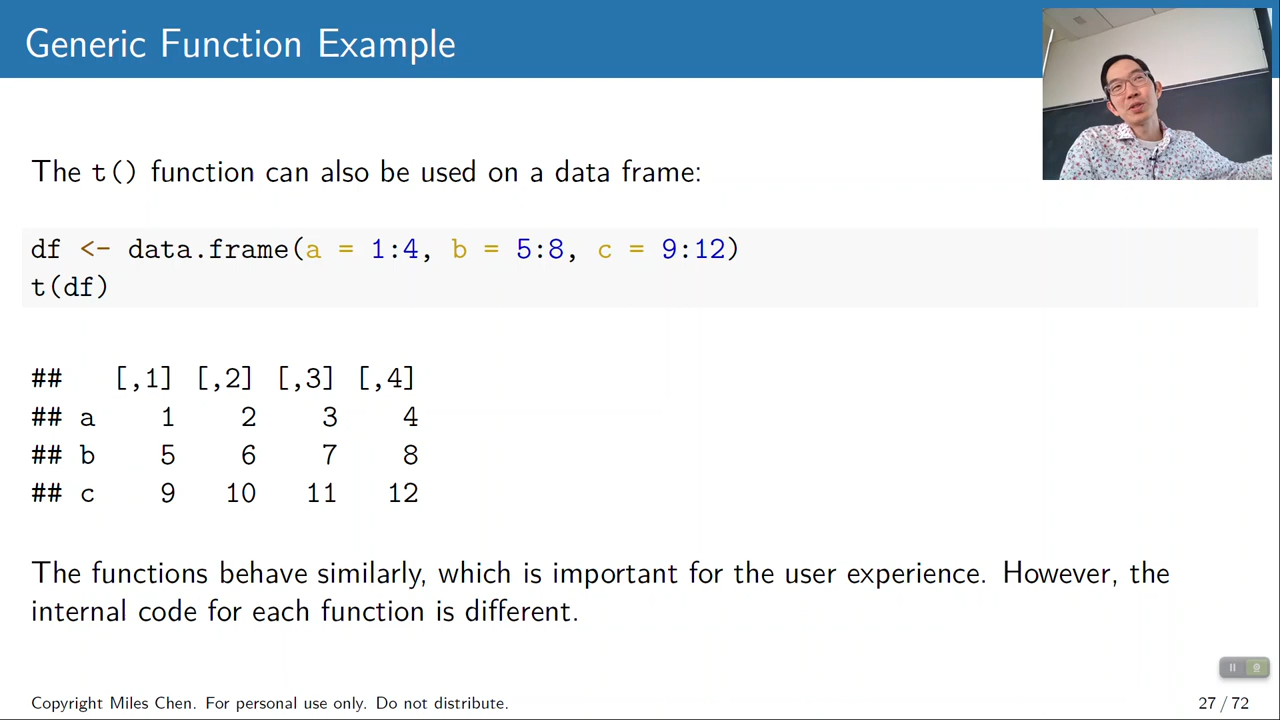 Generic Function Example
The t() function can also be used on a data frame:
df <- data.frame(a = 1:4, b = 5:8, c = 9:12)
t(df)
## [,1] [,2] [,3] [,4]
## a 1 2 3 4
## b 5 6 7 8
## c 9 10 11 12
The functions behave similarly, which is important for the user experience. However, the
internal code for each function is different.
Copyright Miles Chen. For personal use only. Do not distribute.
27 / 72